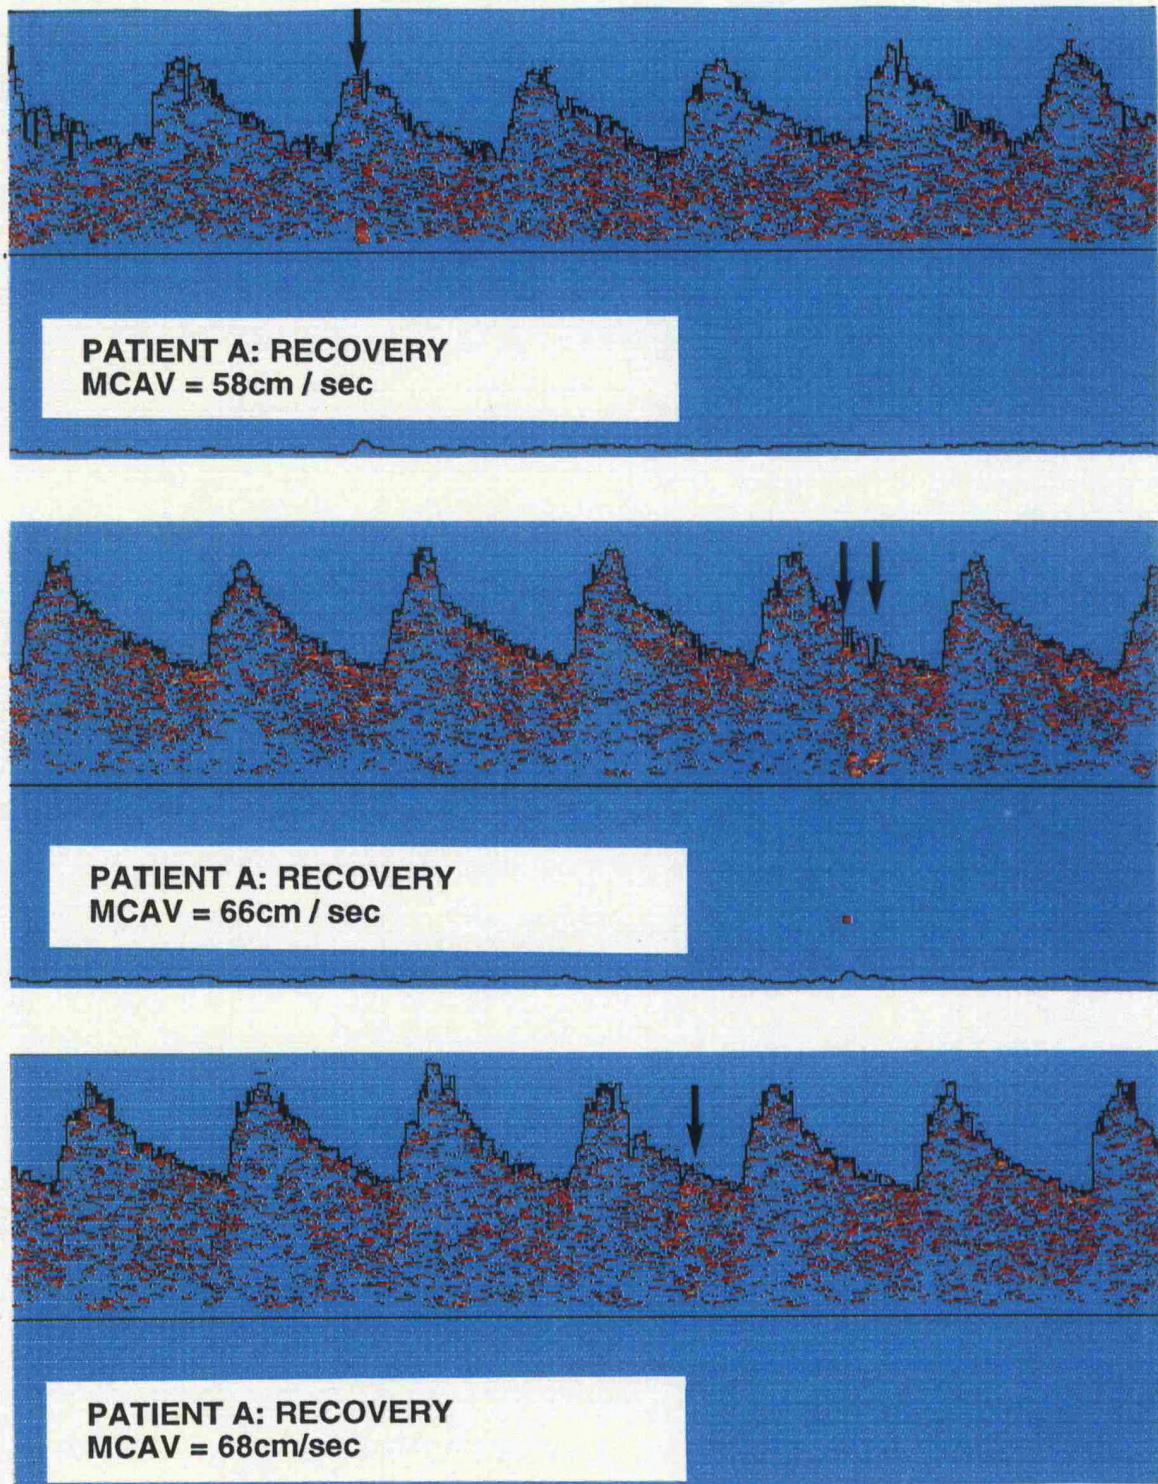 PATIENT A: RECOVERY
MCAV = 58cm / sec
PATIENT A: RECOVERY
MCAV = 66cm / sec
PATIENT A: RECOVERY
MCAV = 68cm/sec